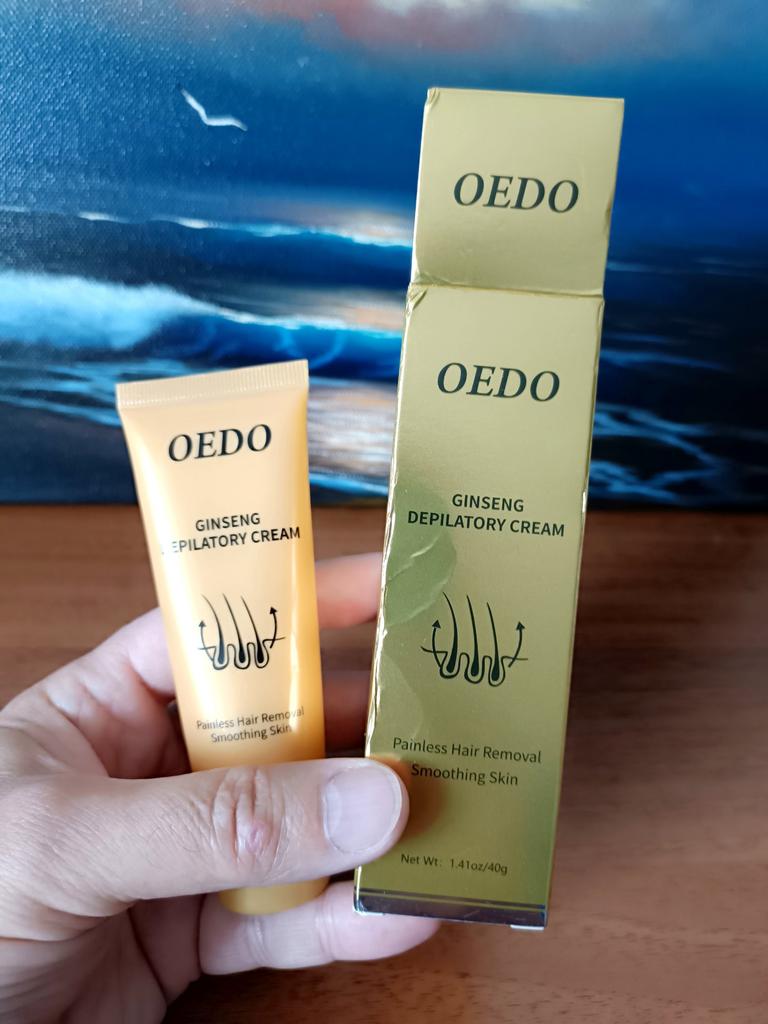 OEDO
GINSENG
DEPILATORY CREAM
Painless Hair Removal
Smoothing Skin
OEDO
OEDO
GINSENG
DEPILATORY CREAM
Painless Hair Removal
Smoothing Skin
Net Wt: 1.41oz/40g